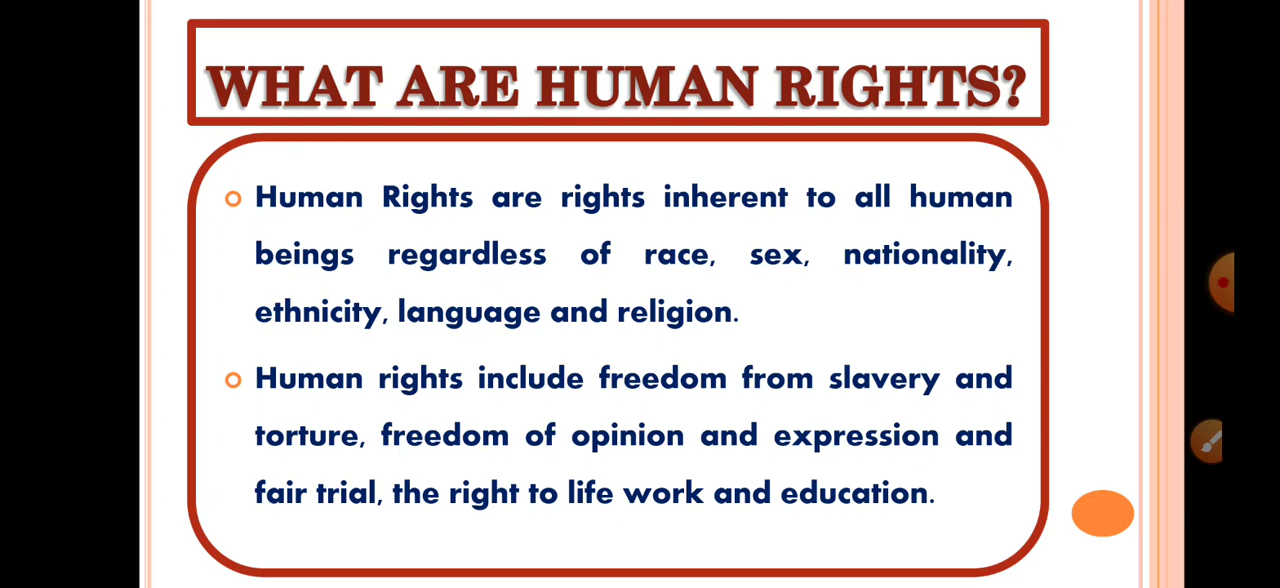 WHAT ARE HUMAN RIGHTS?
Human Rights are rights inherent to all human
beings regardless of race, sex, nationality,
ethnicity, language and religion.
Human rights include freedom from slavery and
torture, freedom of opinion and expression and
fair trial, the right to life work and education.